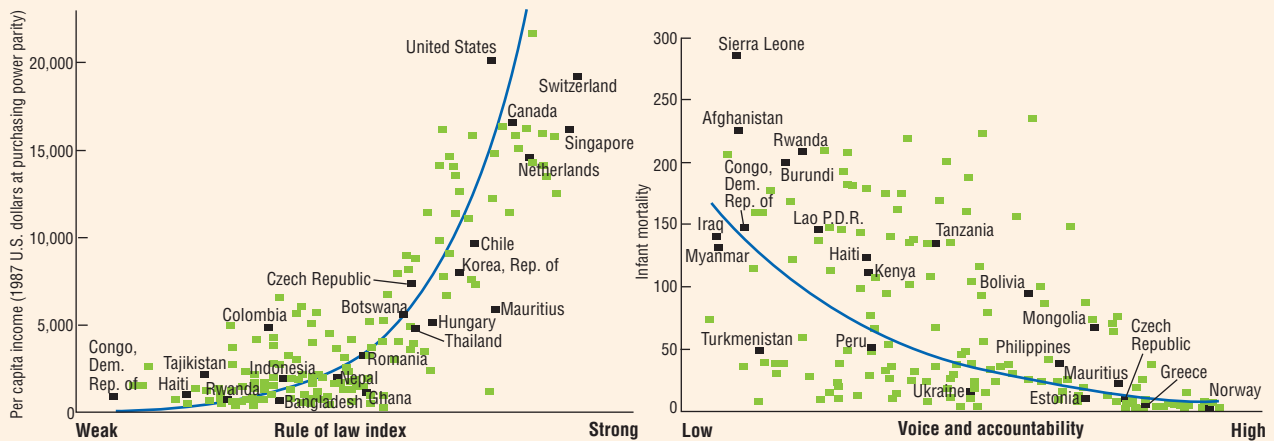 Per capita income (1987 U.S. dollars at purchasing power parity)
20,000
15,000
10,000
5,000
0
United States
Switzerland
Canada
Singapore
Netherlands
Chile
Korea, Rep. of
Czech Republic
Botswana
Mauritius
Hungary
Thailand
Colombia
Romania
Congo,
Dem.
Rep. of
Tajikistan
Indonesia
Haiti
Rwanda
Nepal
Bangladesh
Ghana
Weak
Rule of law index
Strong
Infant mortality
300
250
200
150
100
50
0
Sierra Leone
Afghanistan
Rwanda
Congo,
Dem.
Rep. of
Burundi
Iraq
Lao P.D.R.
Tanzania
Myanmar
Haiti
Kenya
Bolivia
Mongolia
Turkmenistan
Peru
Philippines
Czech
Republic
Mauritius
Greece
Ukraine
Estonia
Norway
Low
Voice and accountability
High